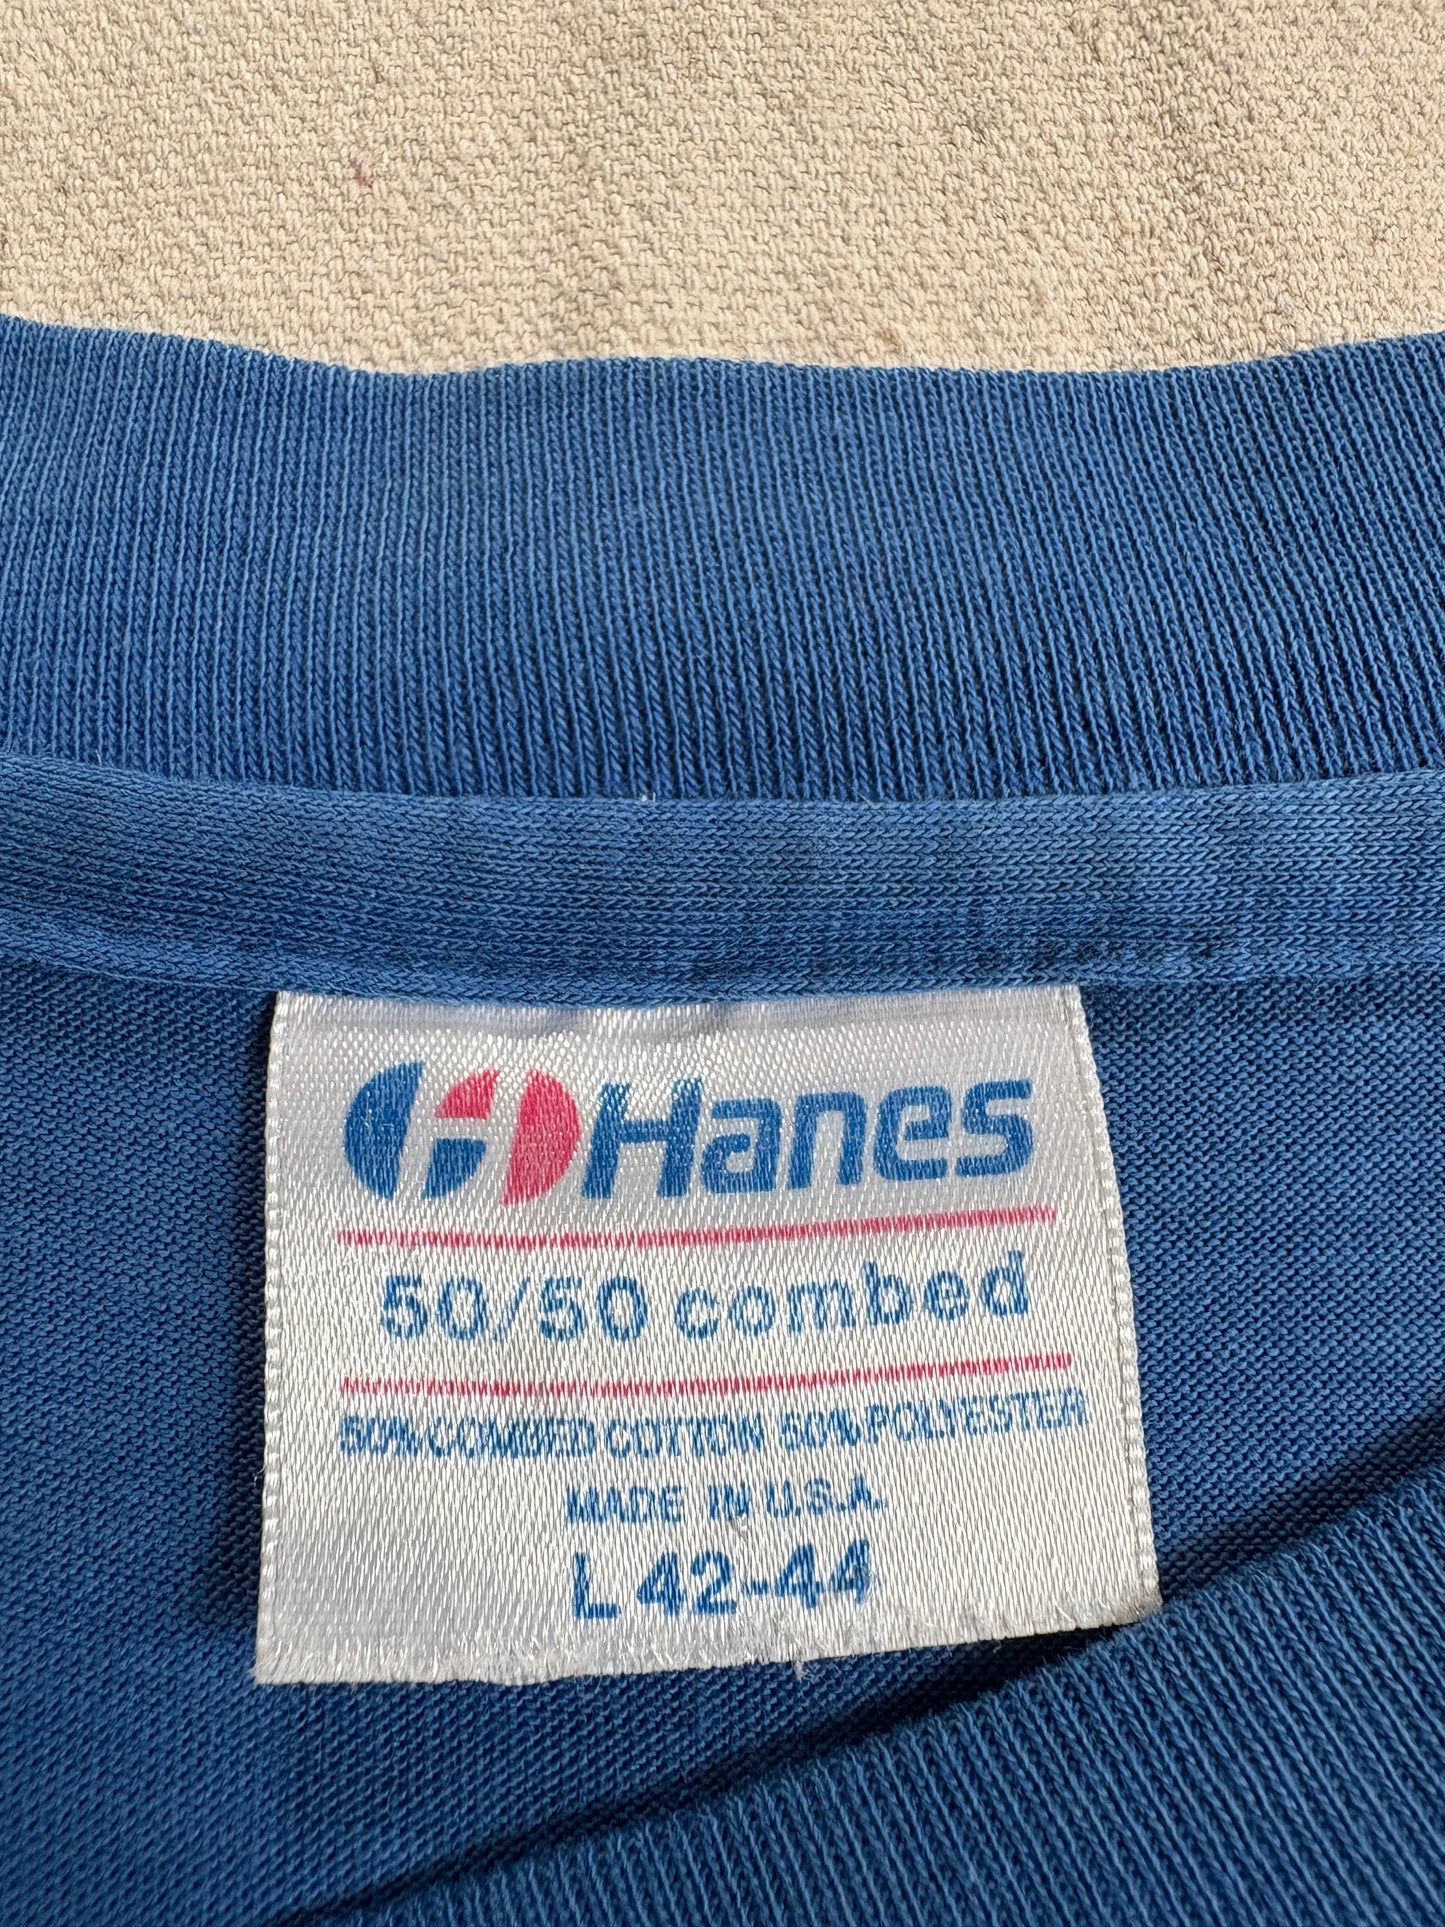 Hanes
50/50 combed
50% COMBED COTTON 50% POLYESTER
MADE IN U.S.A.
L 42-44